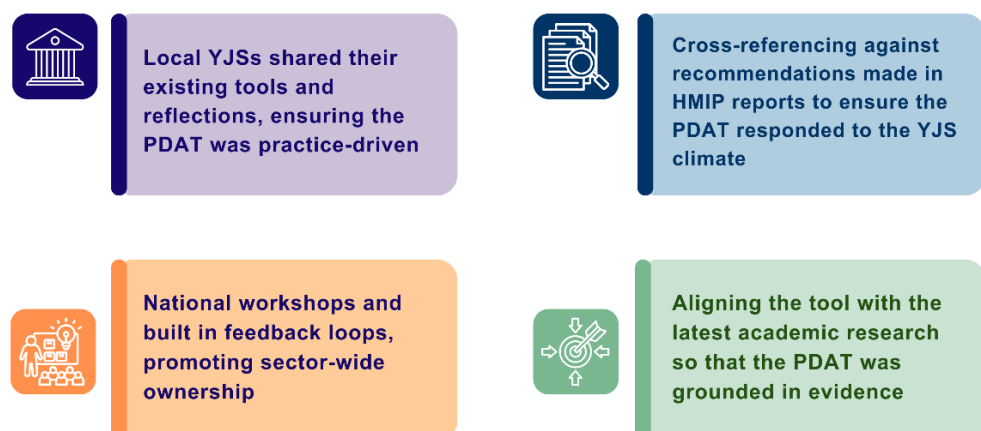 Local YJSs shared their
existing tools and
reflections, ensuring the
PDAT was practice-driven
Cross-referencing against
recommendations made in
HMIP reports to ensure the
PDAT responded to the YJS
climate
National workshops and
built in feedback loops,
promoting sector-wide
ownership
Aligning the tool with the
latest academic research
so that the PDAT was
grounded in evidence